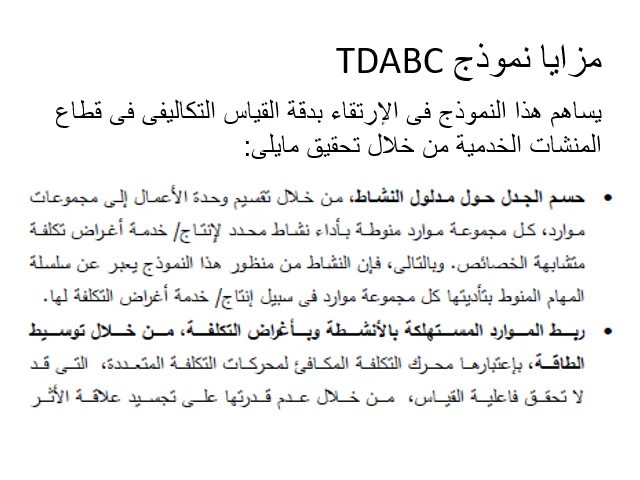 مزايا نموذج TDABC
يساهم هذا النموذج فى الإرتقاء بدقة القياس التكاليفى فى قطاع
المنشات الخدمية من خلال تحقيق مايلى:
• حسم الجدل حول مدلول النشاط، من خلال تقسيم وحدة الأعمال إلى مجموعات
موارد، كل مجموعة موارد منوطة بأداء نشاط محدد لإنتاج/ خدمة أغراض تكلفة
متشابهة الخصائص. وبالتالى، فإن النشاط من منظور هذا النموذج يعبر عن سلسلة
المهام المنوط بتأديتها كل مجموعة موارد فى سبيل إنتاج/ خدمة أغراض التكلفة لها.
• ربط الموارد المستهلكة بالأنشطة وبأغراض التكلفة، من خلال توسيط
الطاقة، بإعتبارها محرك التكلفة المكافئ لمحركات التكلفة المتعددة، التى قد
لا تحقق فاعلية القياس، من خلال عدم قدرتها على تجسيد علاقة الأثر